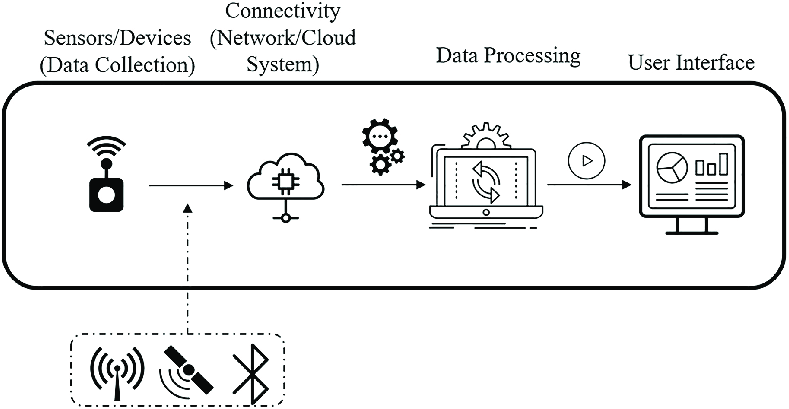 Sensors/Devices
(Data Collection)
Connectivity
(Network/Cloud
System)
Data Processing
User Interface